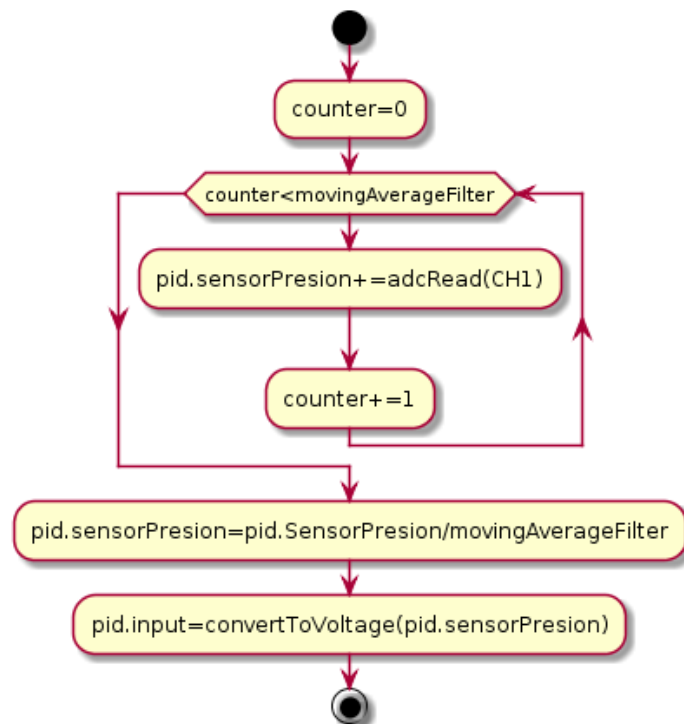 counter=0
counter<movingAverageFilter
pid.sensorPresion+=adcRead(CH1)
counter+=1
pid.sensorPresion=pid.SensorPresion/movingAverageFilter
pid.input=convertToVoltage(pid.sensorPresion)